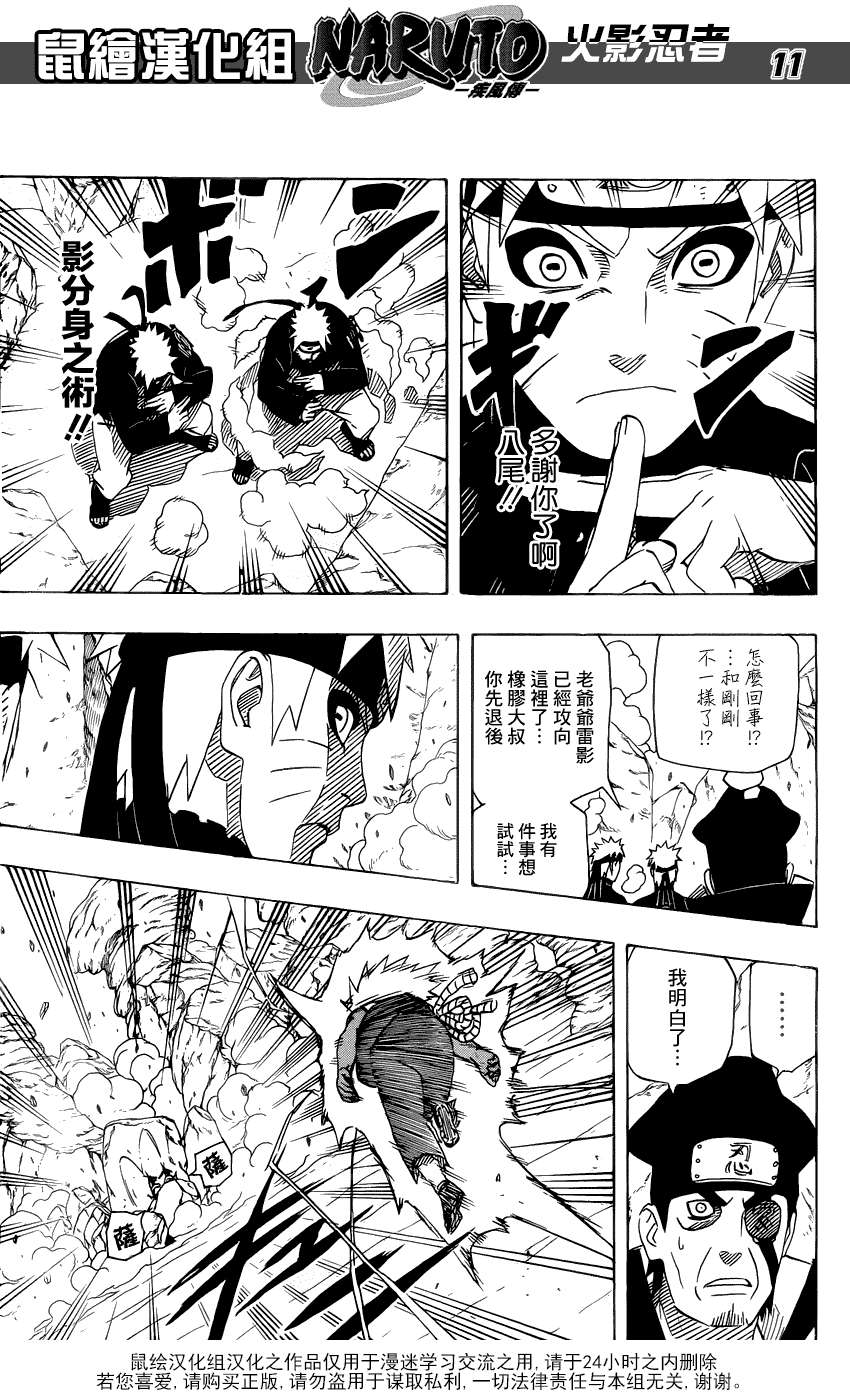 鼠繪漢化組
NARUTO
疾風傳
火影忍者
11
ギン
多謝你了啊
八尾!!
ボン
影分身之術!!
怎麼回事!?
…和剛剛
不一樣了!?
老爺爺雷影
已經攻向
這裡了…
橡膠大叔
你先退後
我有
件事想
試試…
……
我明白了…
忍
薩
薩
鼠绘汉化组汉化之作品仅用于漫迷学习交流之用, 请于24小时之内删除
若您喜爱, 请购买正版, 请勿盗用于谋取私利, 一切法律责任与本组无关, 谢谢。